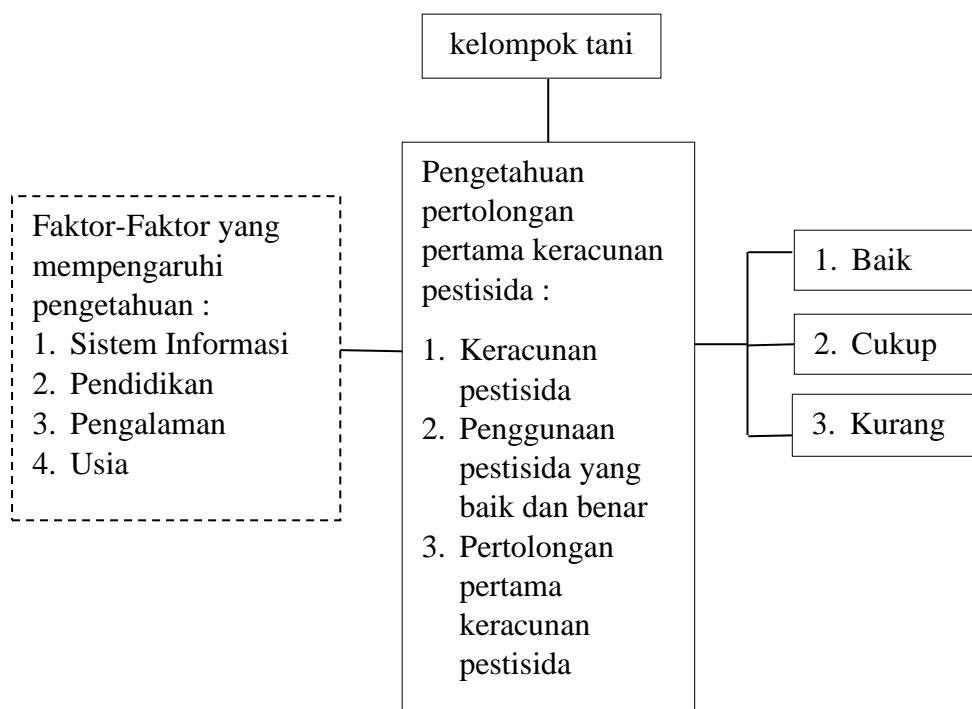 kelompok tani
Faktor-Faktor yang
mempengaruhi
pengetahuan :
1. Sistem Informasi
2. Pendidikan
3. Pengalaman
4. Usia
Pengetahuan
pertolongan
pertama keracunan
pestisida :
1. Keracunan
pestisida
2. Penggunaan
pestisida yang
baik dan benar
3. Pertolongan
pertama
keracunan
pestisida
1. Baik
2. Cukup
3. Kurang